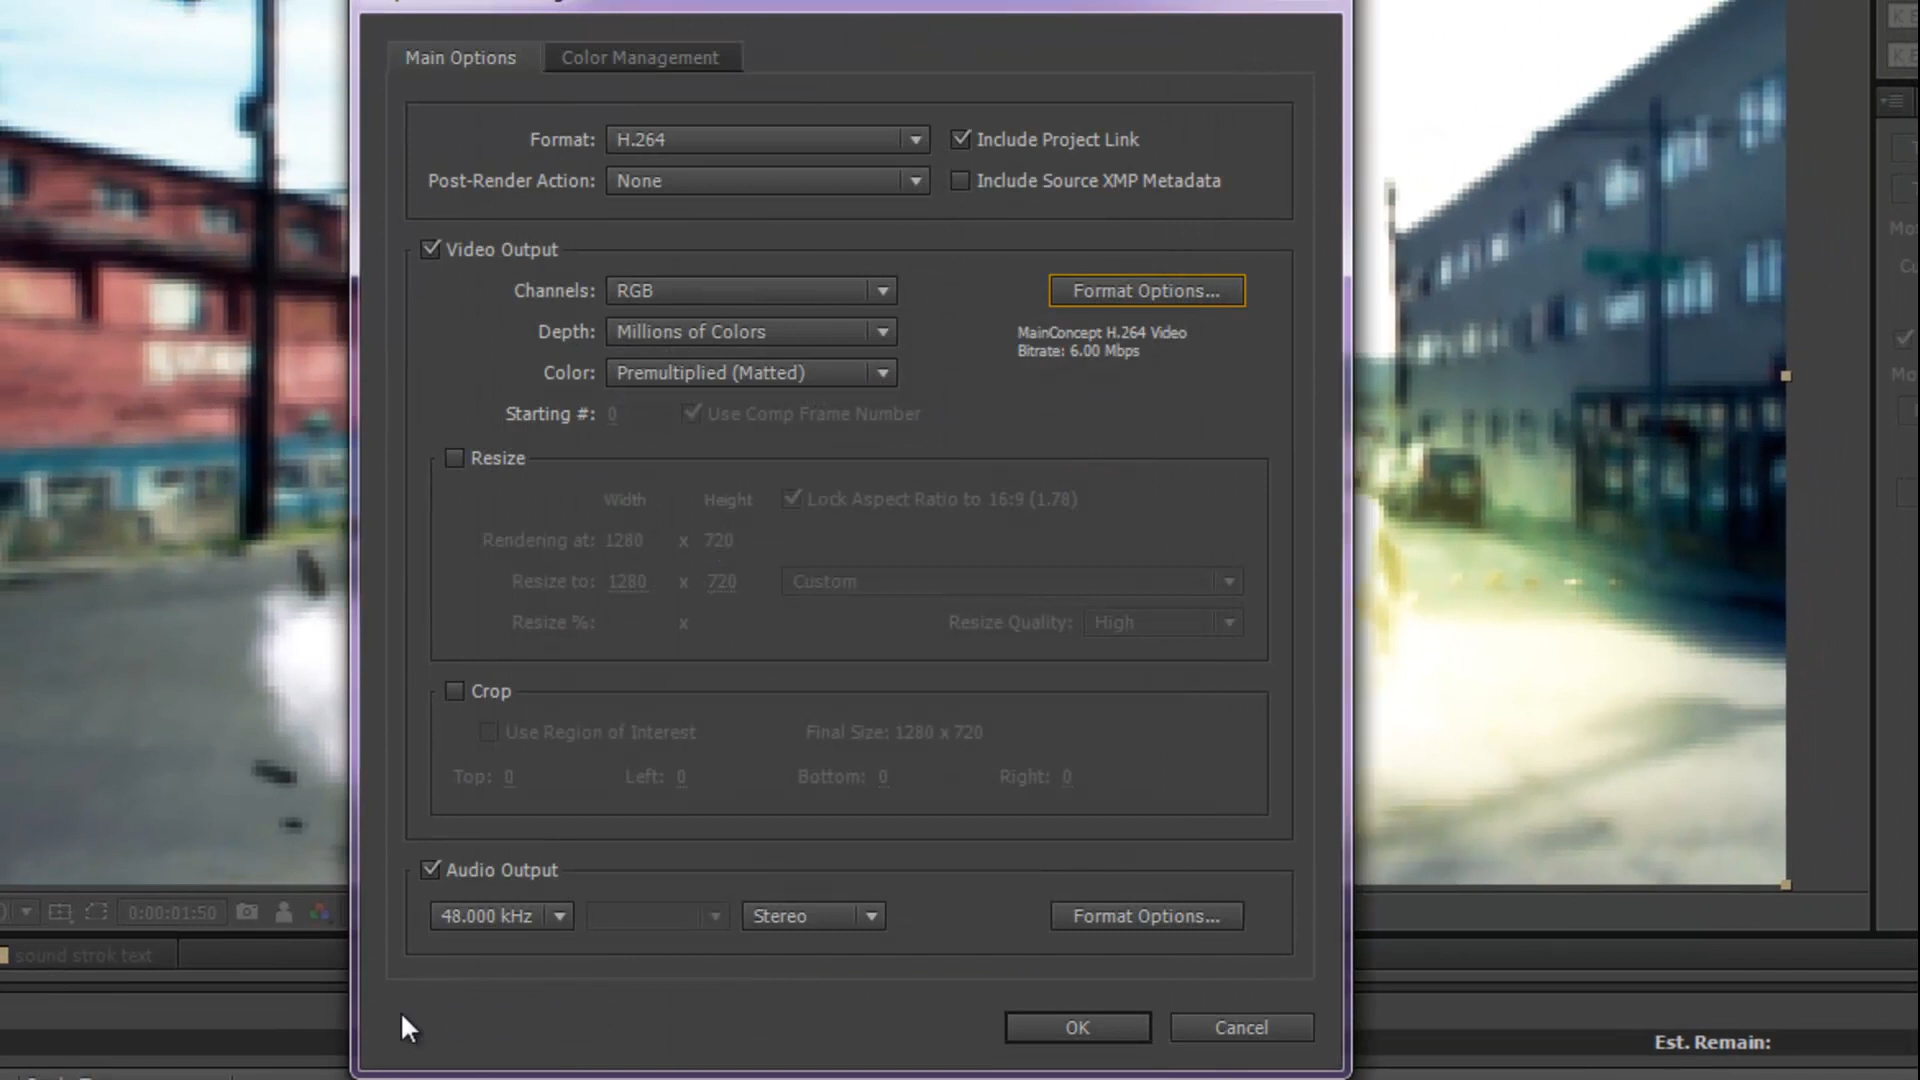 Main Options
Color Management
Format: H.264
Include Project Link
Post-Render Action: None
Include Source XMP Metadata
Video Output
Channels: RGB
Format Options...
Depth: Millions of Colors
MainConcept H.264 Video
Bitrate: 6.00 Mbps
Color: Premultiplied (Matted)
Starting #: 0
Use Comp Frame Number
Resize
Width
Height
Lock Aspect Ratio to 16:9 (1.78)
Rendering at: 1280 x 720
Resize to: 1280 x 720
Custom
Resize %: x
Resize Quality: High
Crop
Use Region of Interest
Final Size: 1280 x 720
Top: 0 Left: 0 Bottom: 0 Right: 0
Audio Output
48.000 kHz
Stereo
Format Options...
0:00:01:50
sound strok text
OK
Cancel
Est. Remain: